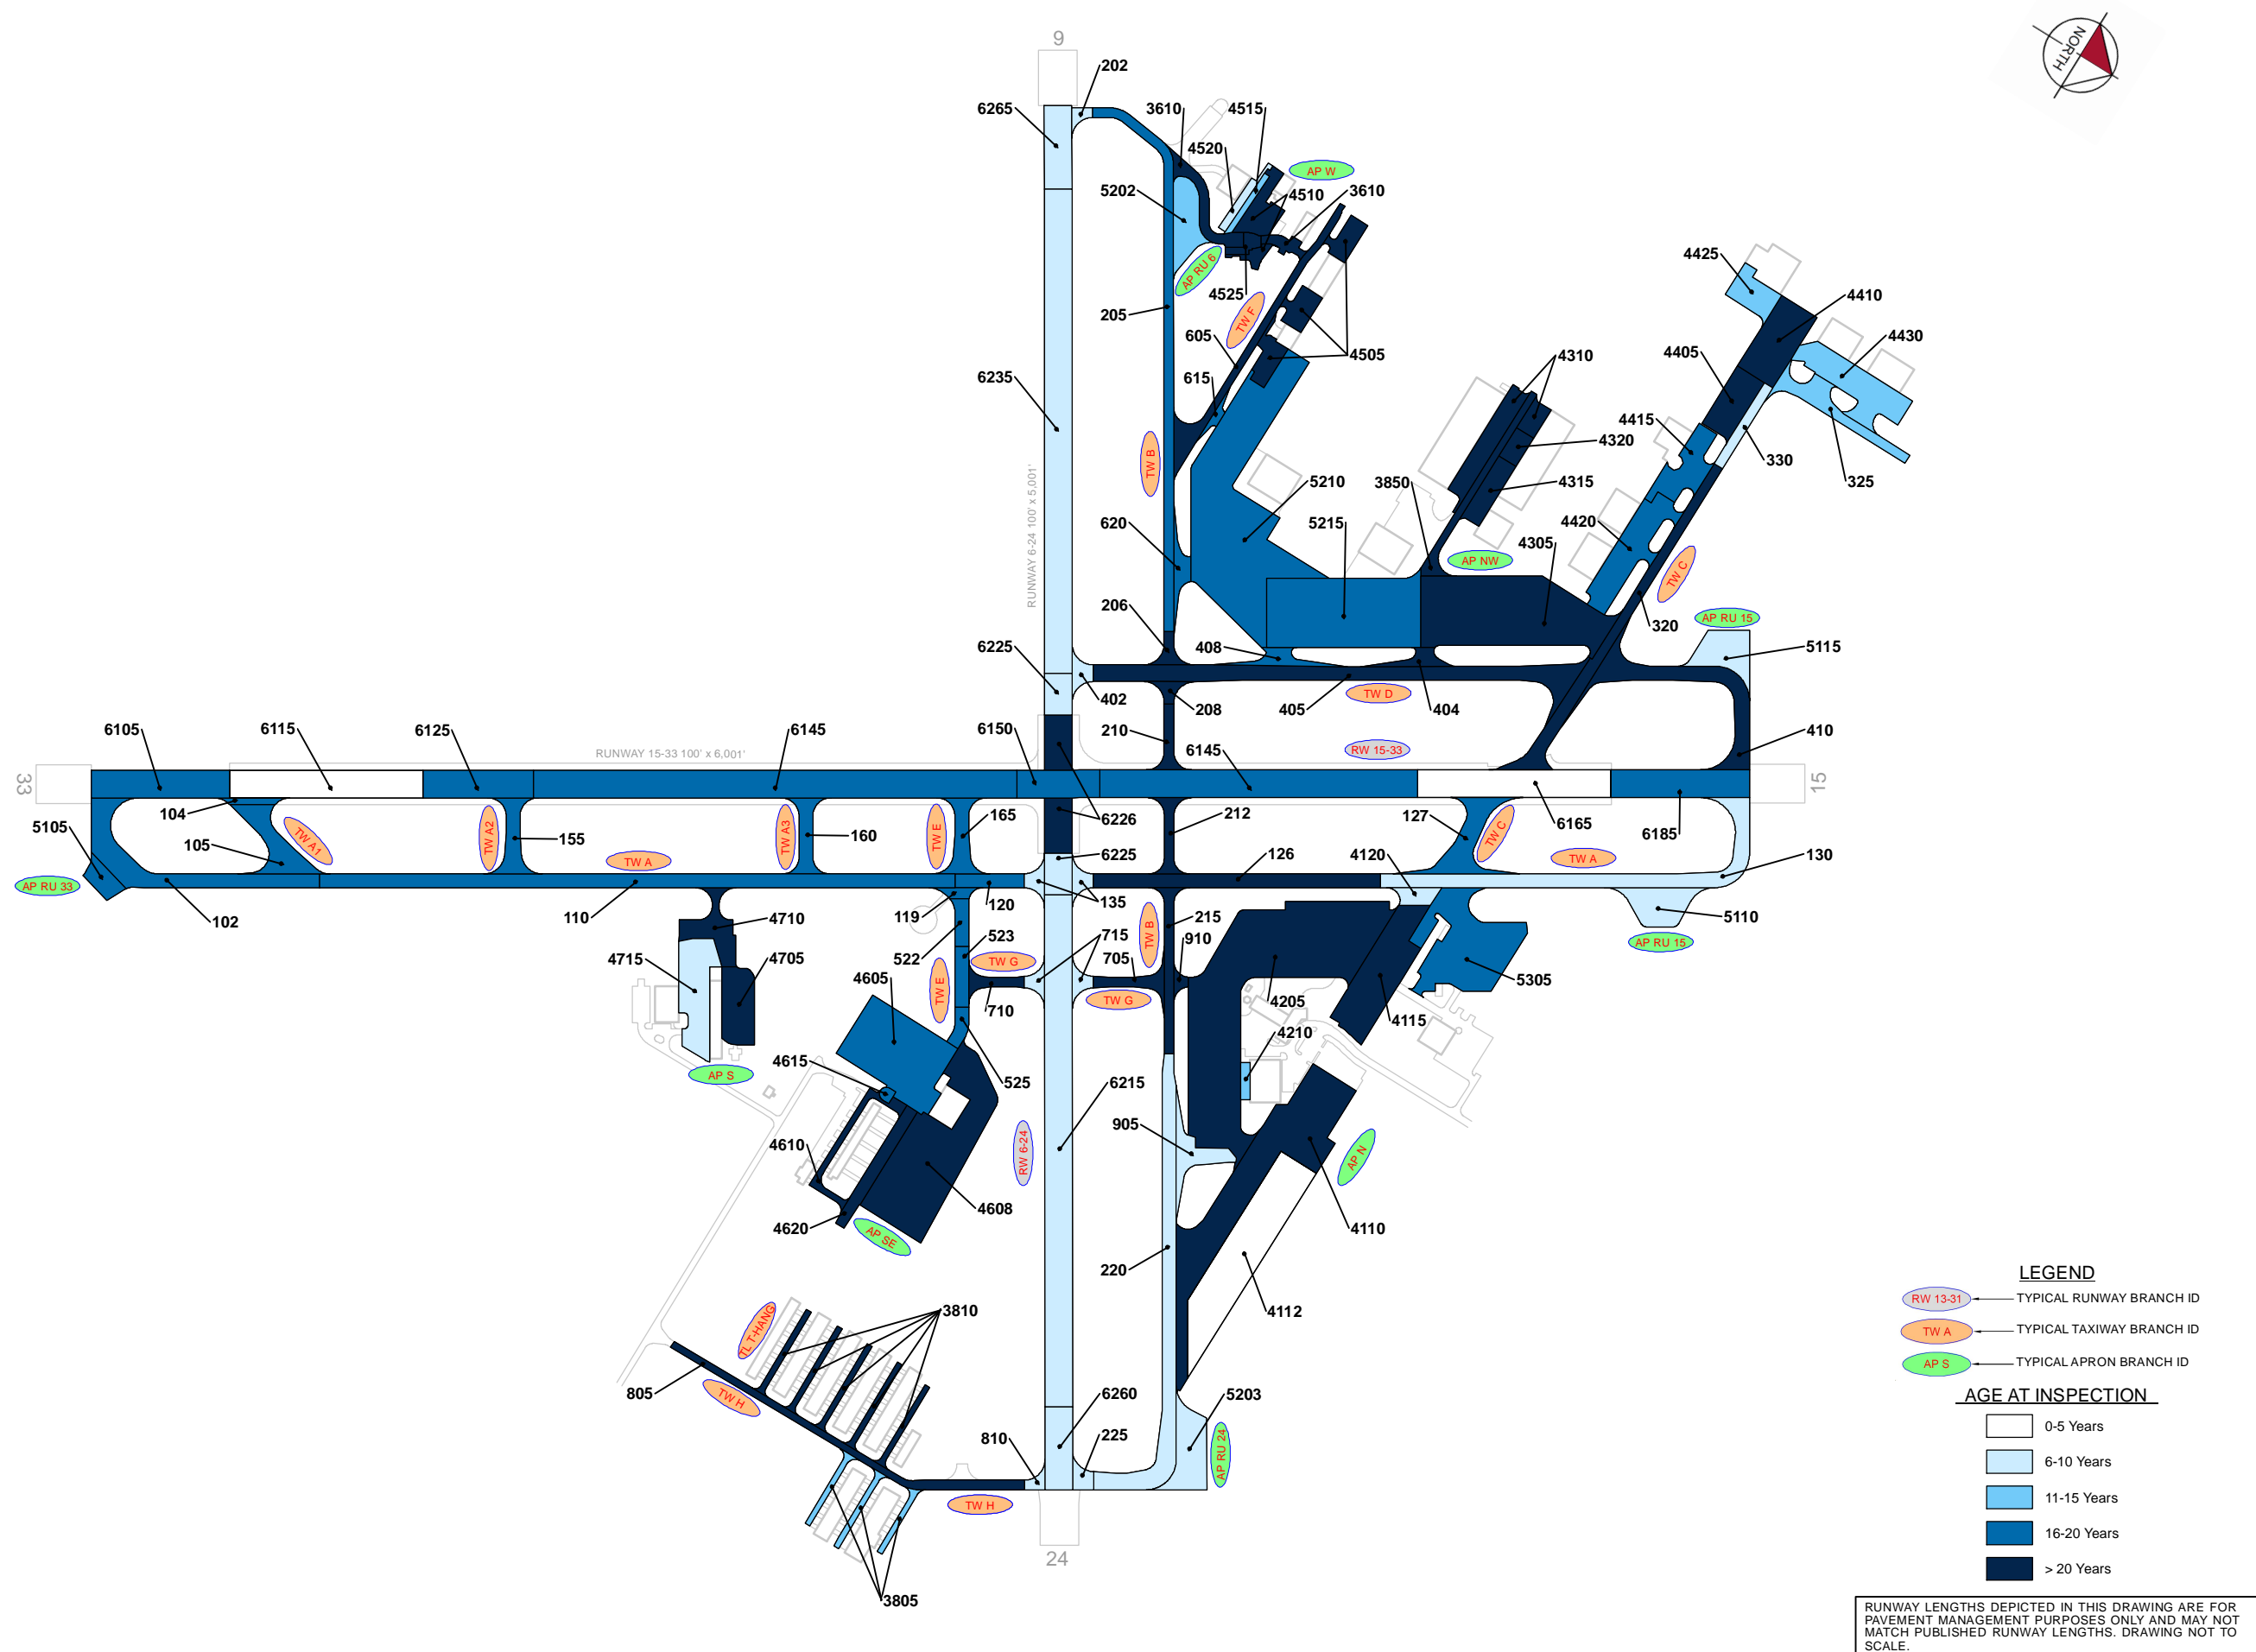 NORTH
9
202
6265
3610
4515
4520
AP W
5202
4510
3610
AP RU 6
4525
4425
4410
TW F
205
605
4505
4430
4405
4310
6235
615
4415
4320
330
325
TW B
RUNWAY 6-24 100' x 5,001'
5210
3850
4315
620
5215
4420
4305
AP NW
TW C
206
AP RU 15
320
6225
408
5115
402
208
TW D
405
404
6105
6115
6125
6145
6150
210
6145
RW 15-33
410
RUNWAY 15-33 100' x 6,001'
33
15
104
5105
105
TW A1
TW A2
155
TW A
TW A3
160
TW E
165
6226
212
127
TW C
6165
6185
6225
126
4120
TW A
130
AP RU 33
102
110
119
120
135
4710
522
523
715
TW B
215
910
5110
AP RU 15
4715
4705
TW G
705
4605
TW E
710
TW G
4205
5305
4210
4115
4615
AP S
525
6215
905
4610
RW 6-24
AP N
4608
4620
AP SE
4110
220
4112
TL T-HANG
3810
805
TW H
6260
5203
225
810
AP RU 24
TW H
24
3805
LEGEND
RW 13-31 TYPICAL RUNWAY BRANCH ID
TW A TYPICAL TAXIWAY BRANCH ID
AP S TYPICAL APRON BRANCH ID
AGE AT INSPECTION
0-5 Years
6-10 Years
11-15 Years
16-20 Years
> 20 Years
RUNWAY LENGTHS DEPICTED IN THIS DRAWING ARE FOR
PAVEMENT MANAGEMENT PURPOSES ONLY AND MAY NOT
MATCH PUBLISHED RUNWAY LENGTHS. DRAWING NOT TO
SCALE.